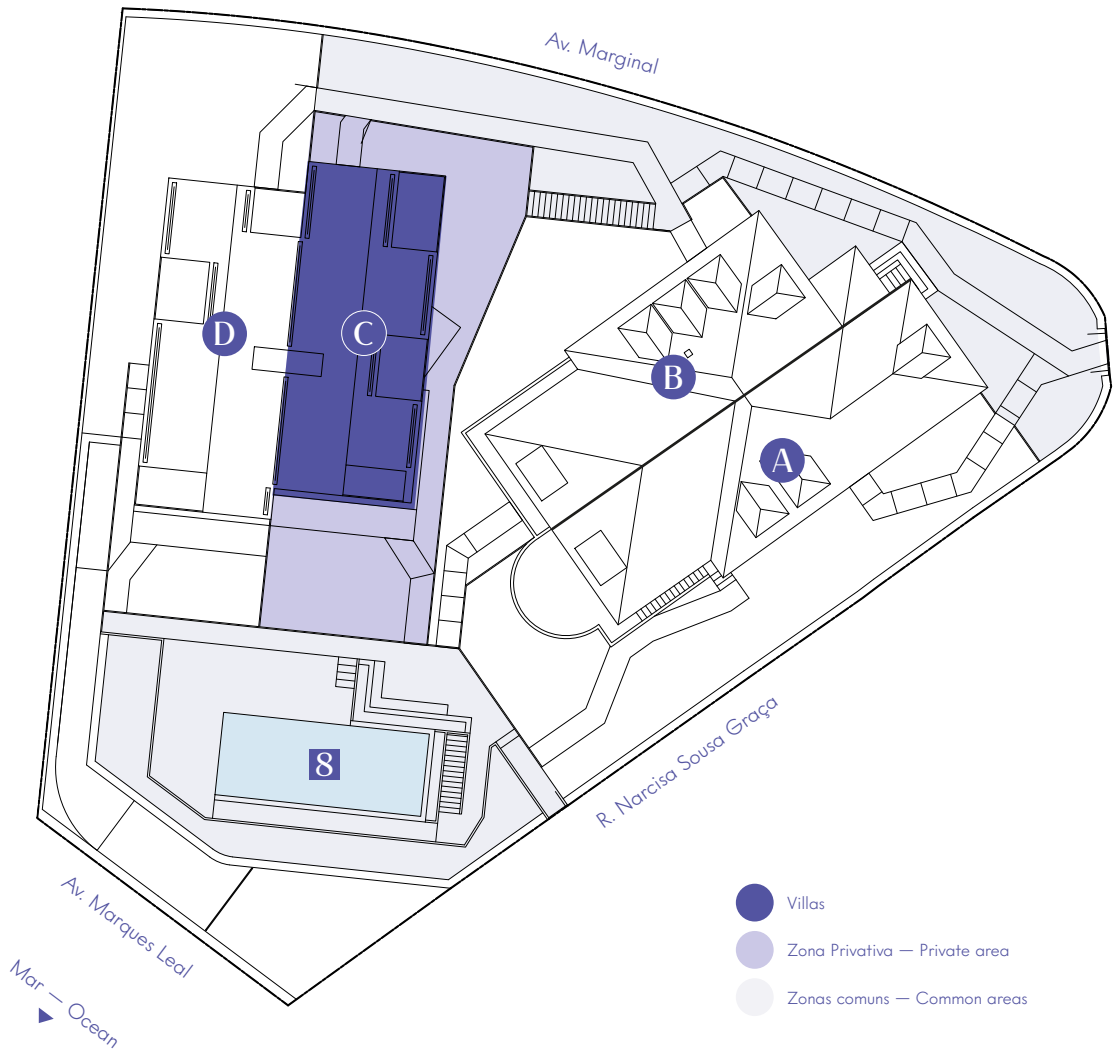 Av. Marginal
D
C
B
A
8
R. Narcisa Sousa Graça
Av. Marques Leal
Mar — Ocean
Villas
Zona Privativa — Private area
Zonas comuns — Common areas